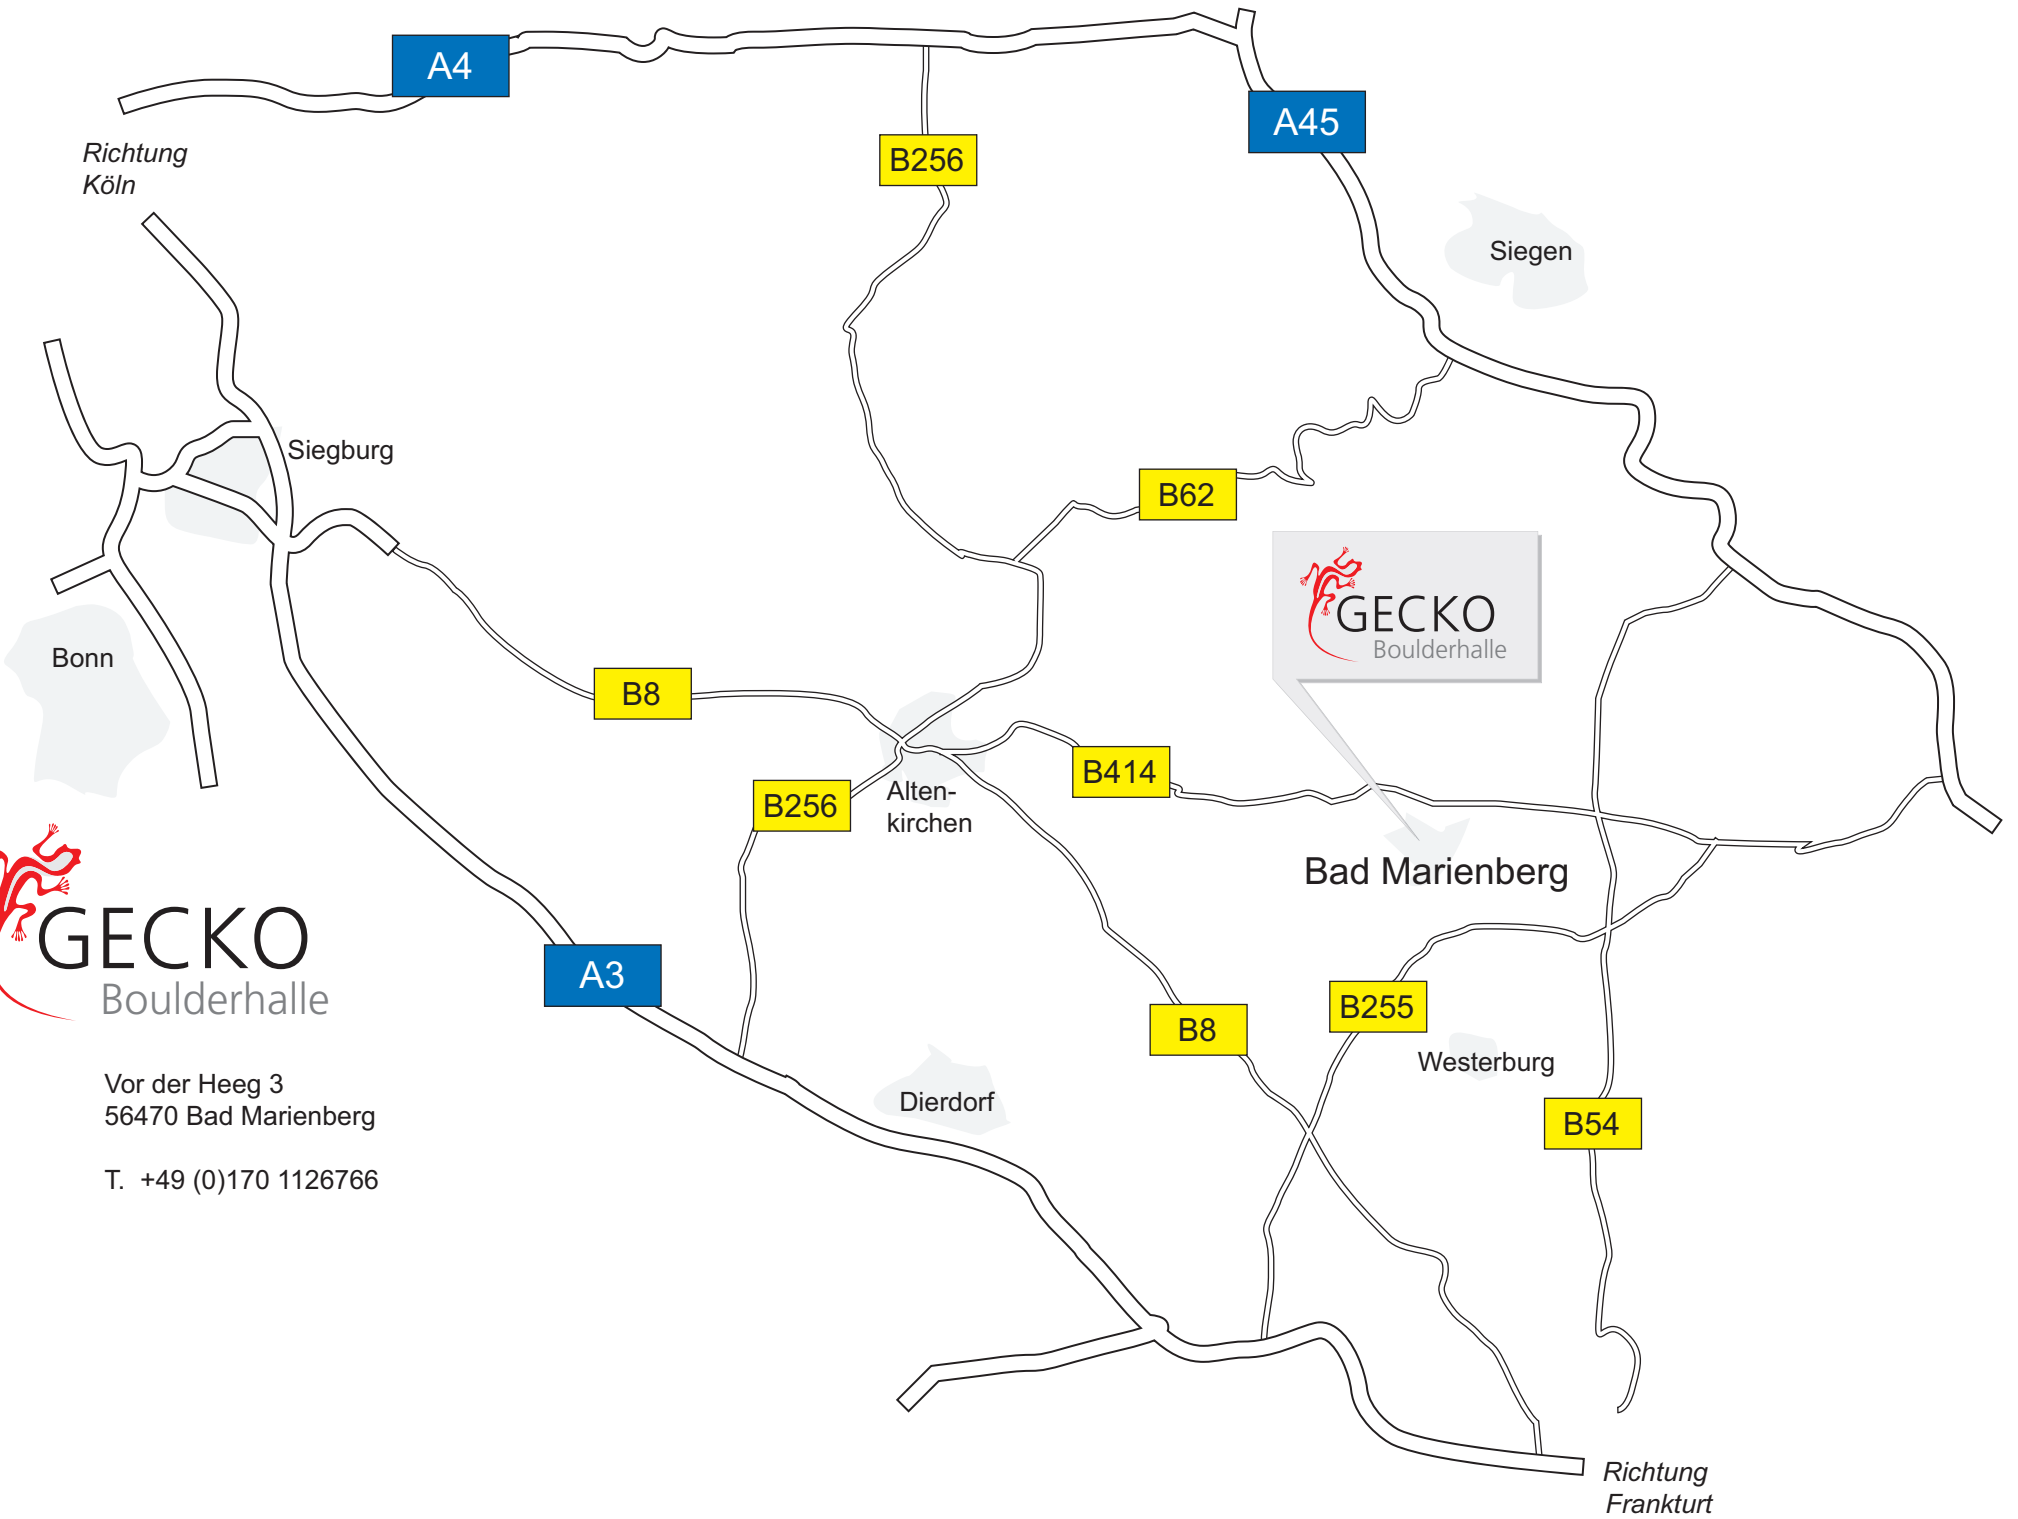 A4
A45
Richtung
Köln
B256
Siegen
Siegburg
B62
GECKO
Boulderhalle
Bonn
B8
B414
B256
Alten-
kirchen
Bad Marienberg
GECKO
Boulderhalle
A3
B255
B8
Westerburg
Dierdorf
B54
Vor der Heeg 3
56470 Bad Marienberg
T. +49 (0)170 1126766
Richtung
Frankturt